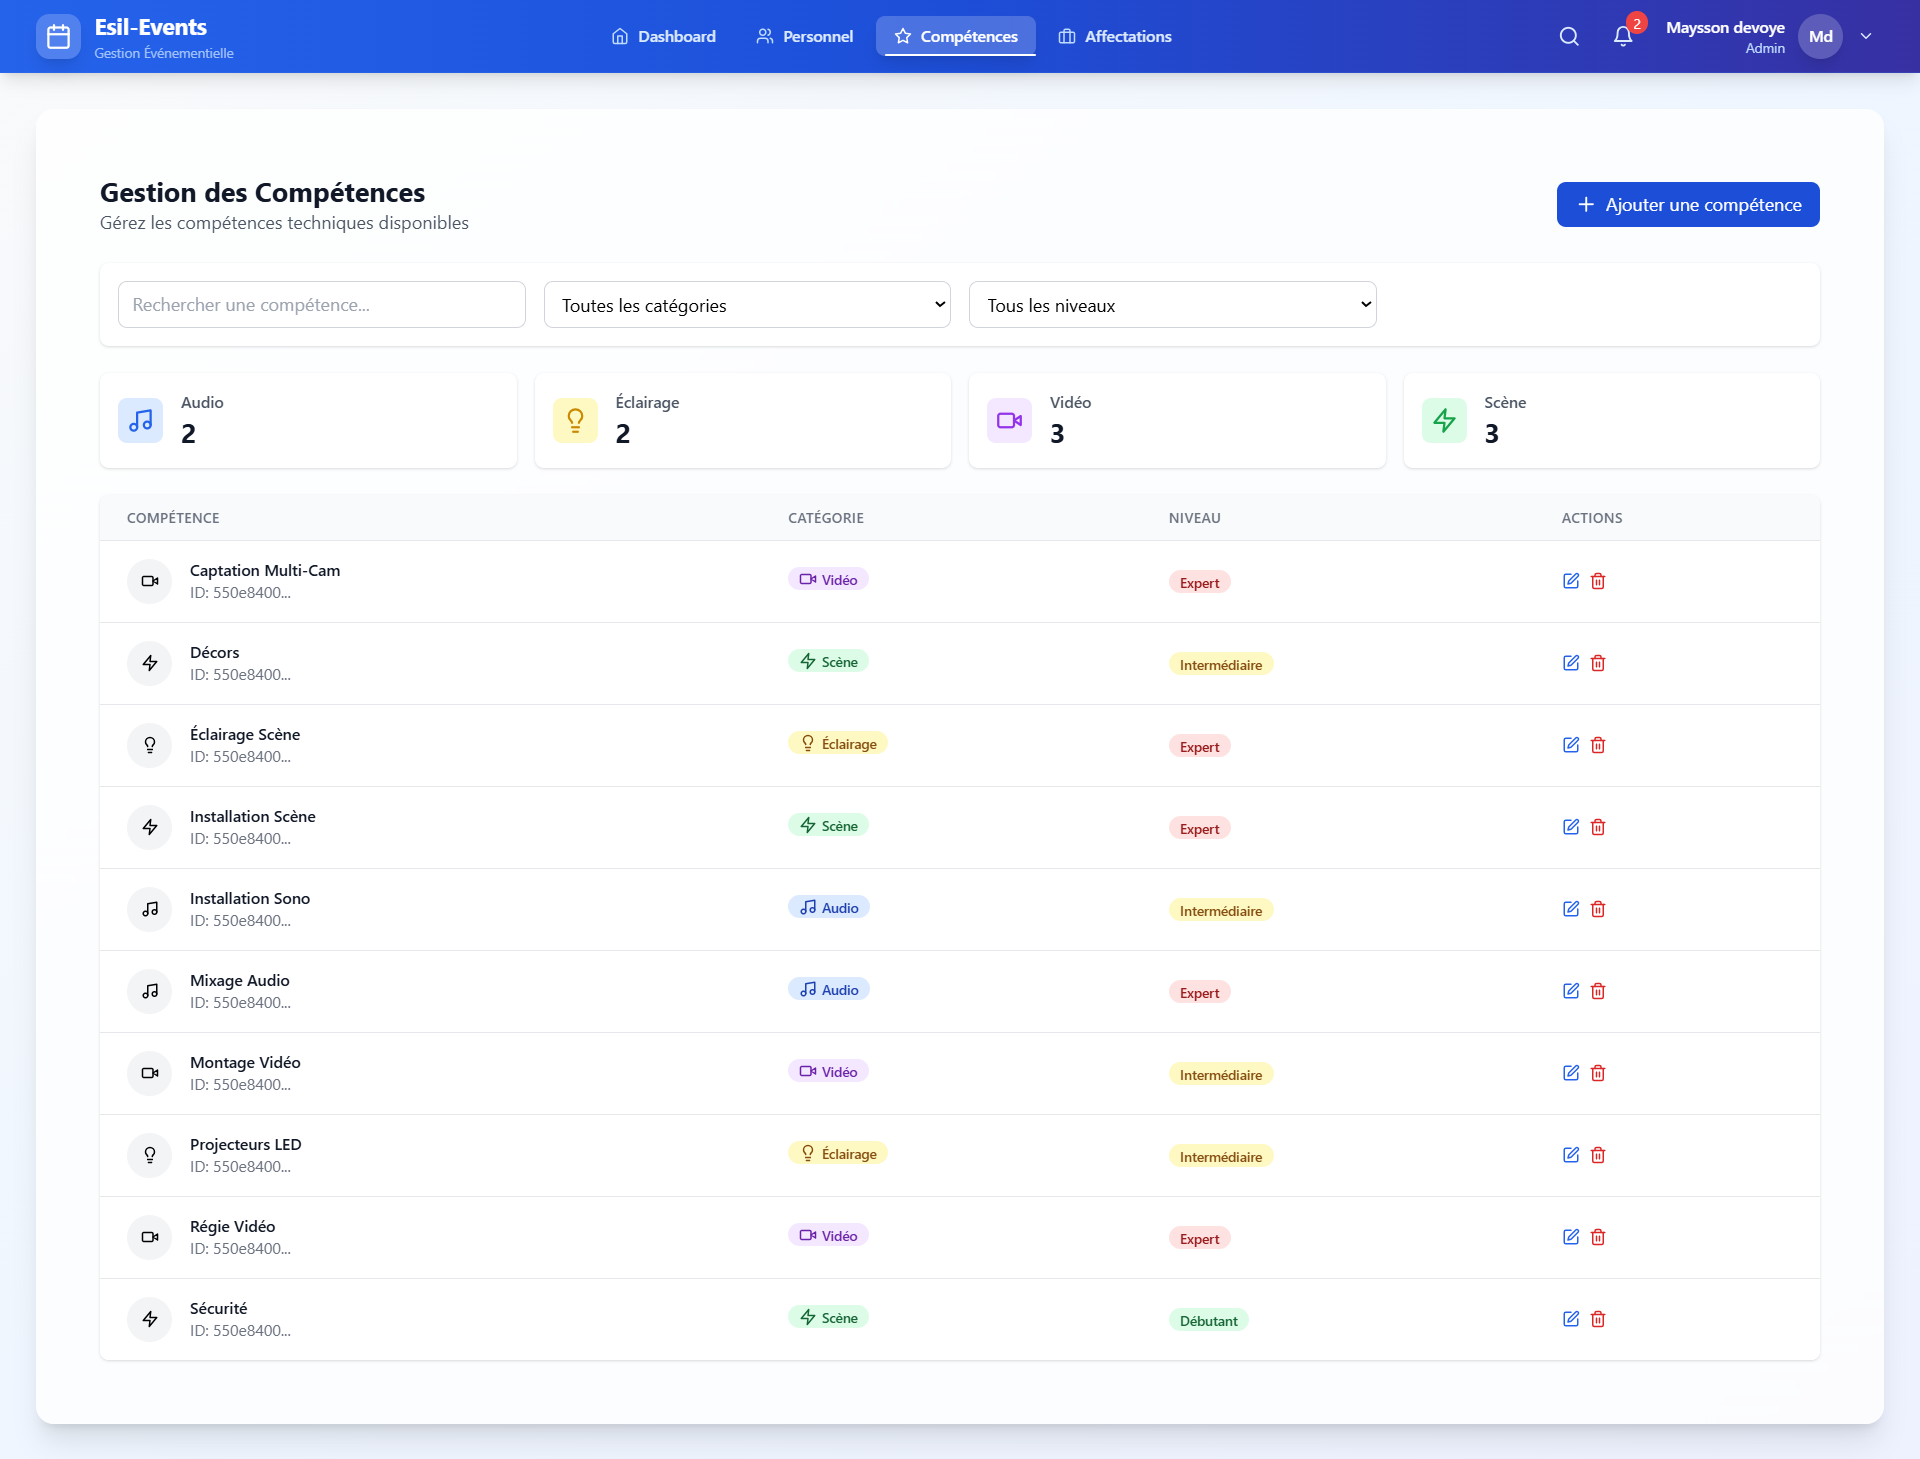 Esil-Events
Gestion Événementielle
Dashboard
Personnel
Compétences
Affectations
2
Maysson devoye
Admin
Md
Gestion des Compétences
Gérez les compétences techniques disponibles
Ajouter une compétence
Rechercher une compétence...
Toutes les catégories
Tous les niveaux
Audio
2
Éclairage
2
Vidéo
3
Scène
3
COMPÉTENCE CATÉGORIE NIVEAU ACTIONS
Captation Multi-Cam
ID: 550e8400...
Vidéo
Expert
Décors
ID: 550e8400...
Scène
Intermédiaire
Éclairage Scène
ID: 550e8400...
Éclairage
Expert
Installation Scène
ID: 550e8400...
Scène
Expert
Installation Sono
ID: 550e8400...
Audio
Intermédiaire
Mixage Audio
ID: 550e8400...
Audio
Expert
Montage Vidéo
ID: 550e8400...
Vidéo
Intermédiaire
Projecteurs LED
ID: 550e8400...
Éclairage
Intermédiaire
Régie Vidéo
ID: 550e8400...
Vidéo
Expert
Sécurité
ID: 550e8400...
Scène
Débutant